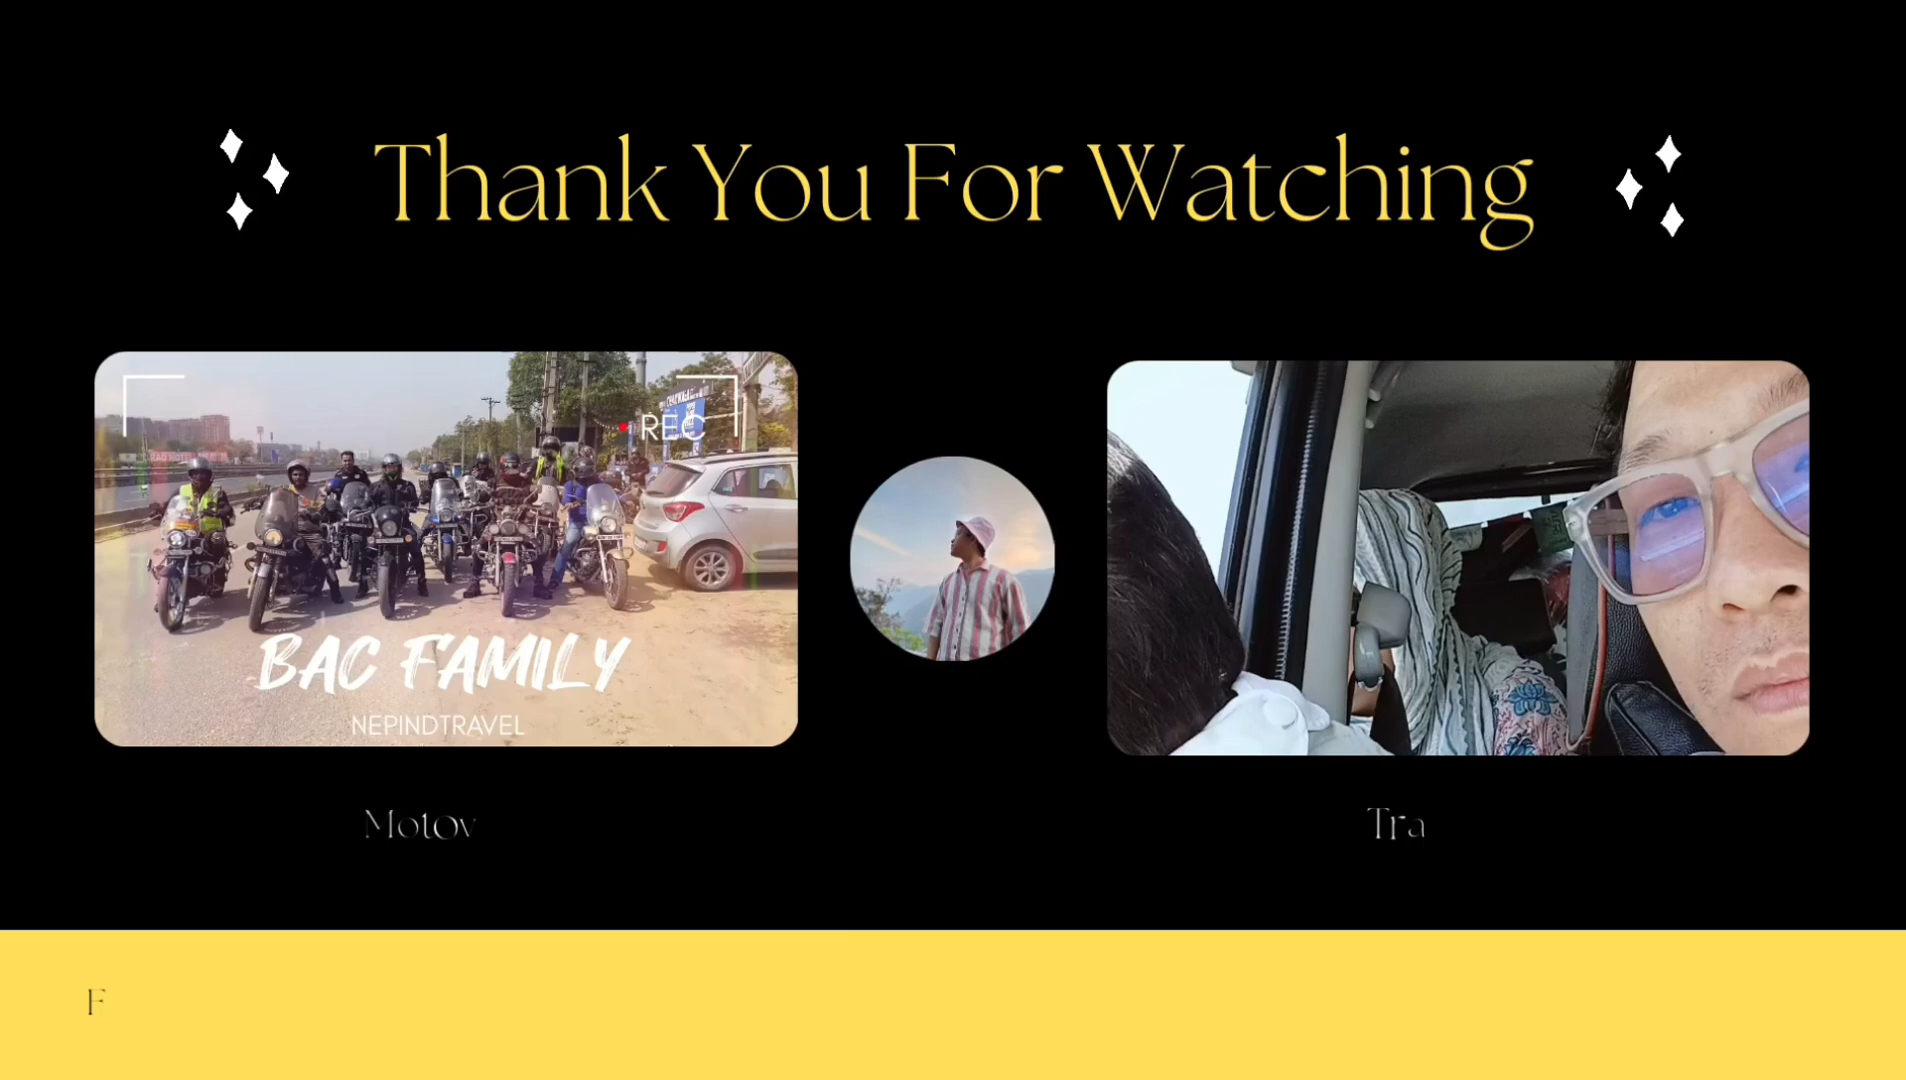 Thank You For Watching
REC
BAC FAMILY
NEPINDTRAVEL
Motov
Tra
F